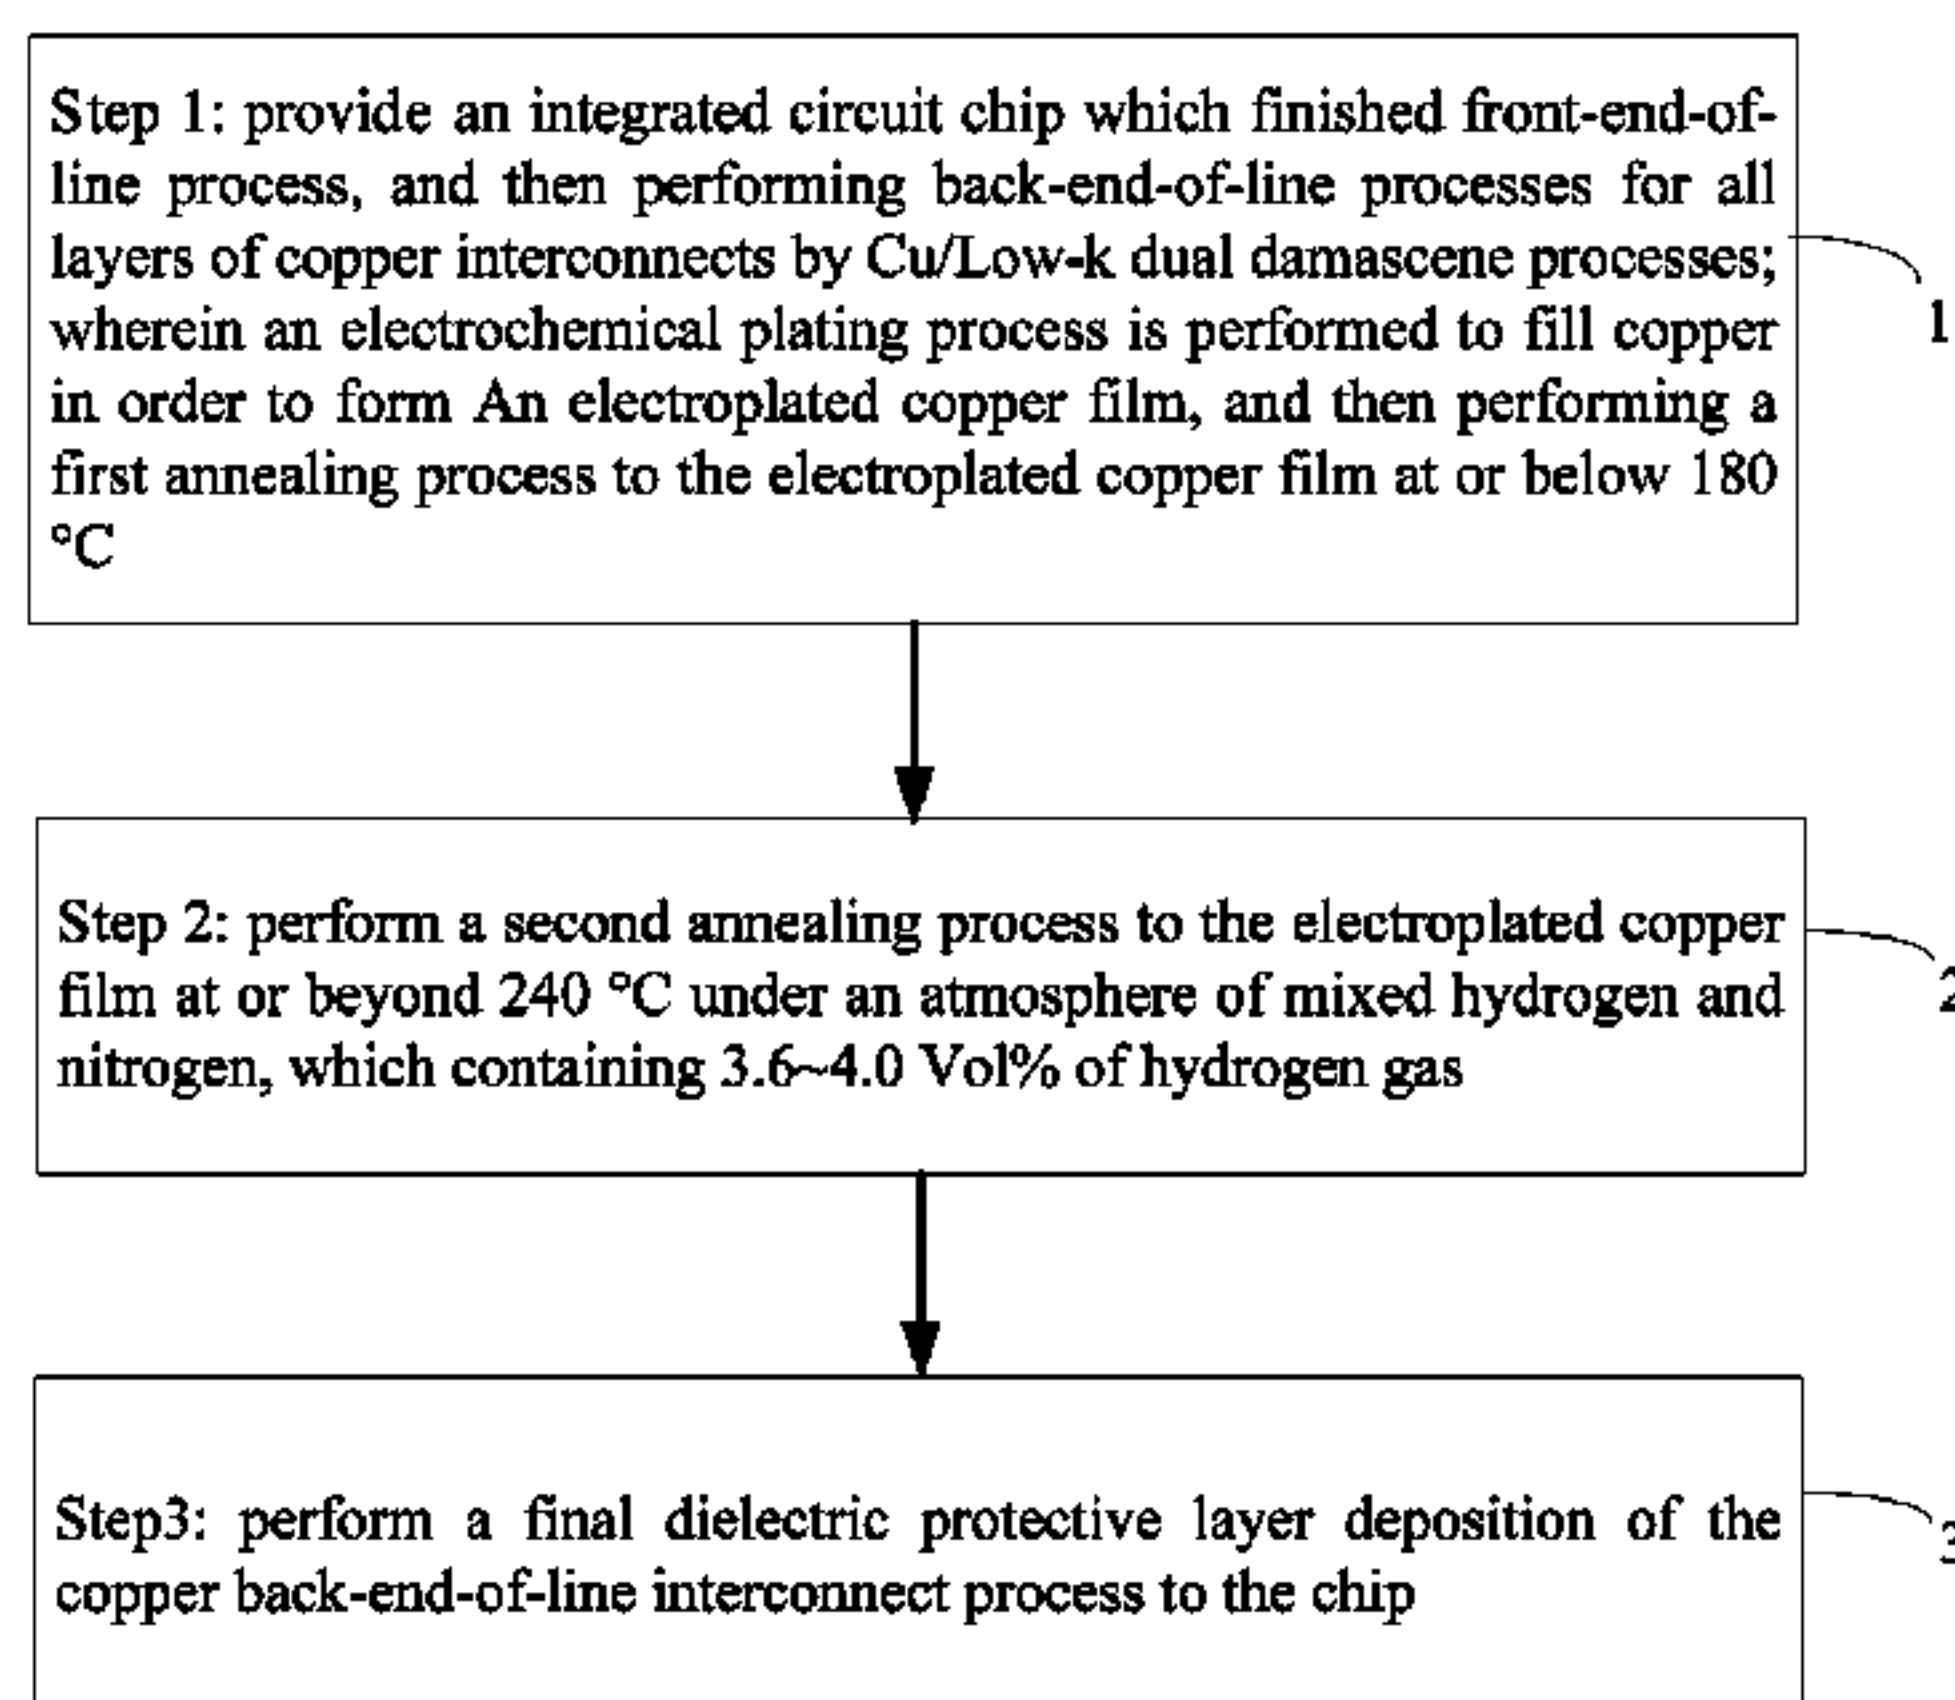 Step 1: provide an integrated circuit chip which finished front-end-of-
line process, and then performing back-end-of-line processes for all
layers of copper interconnects by Cu/Low-k dual damascene processes;
wherein an electrochemical plating process is performed to fill copper
in order to form An electroplated copper film, and then performing a
first annealing process to the electroplated copper film at or below 180
°C
1
Step 2: perform a second annealing process to the electroplated copper
film at or beyond 240 °C under an atmosphere of mixed hydrogen and
nitrogen, which containing 3.6~4.0 Vol% of hydrogen gas
2
Step3: perform a final dielectric protective layer deposition of the
copper back-end-of-line interconnect process to the chip
3